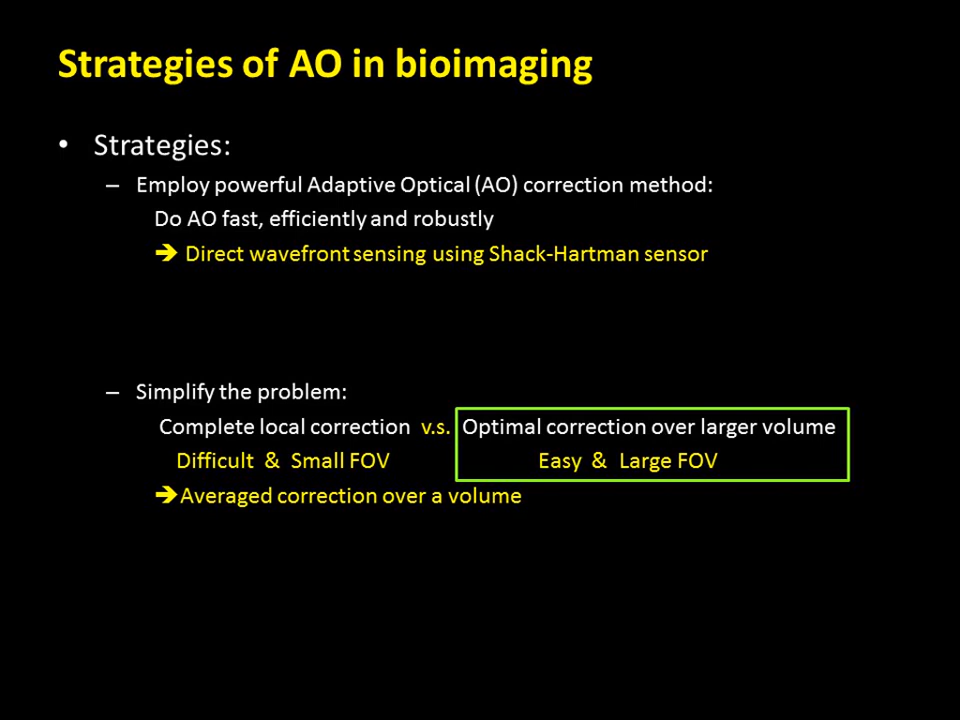 Strategies of AO in bioimaging
• Strategies:
– Employ powerful Adaptive Optical (AO) correction method:
Do AO fast, efficiently and robustly
➔ Direct wavefront sensing using Shack-Hartman sensor
– Simplify the problem:
Complete local correction v.s. Optimal correction over larger volume
Difficult & Small FOV Easy & Large FOV
➔Averaged correction over a volume